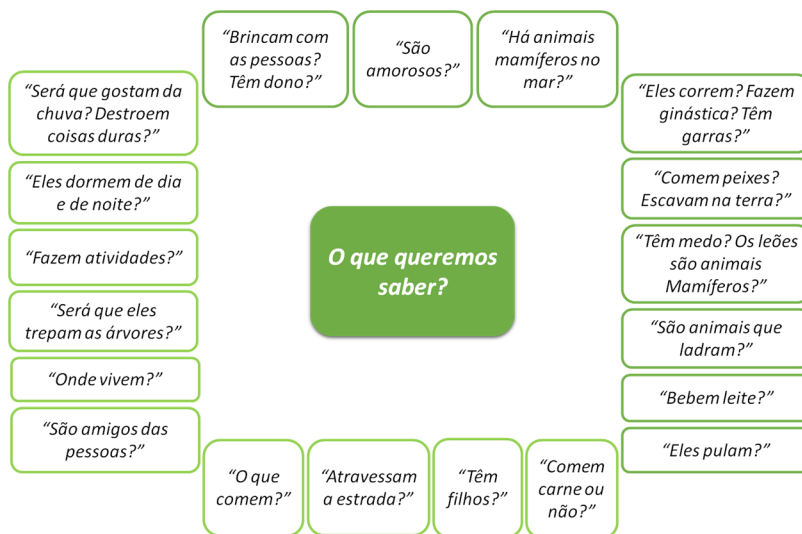 “Brincam com
as pessoas?
Têm dono?”
“São
amorosos?”
“Há animais
mamíferos no
mar?”
“Será que gostam da
chuva? Destroem
coisas duras?”
“Eles dormem de dia
e de noite?”
“Fazem atividades?”
“Será que eles
trepam as árvores?”
“Onde vivem?”
“São amigos das
pessoas?”
O que queremos
saber?
“Eles correm? Fazem
ginástica? Têm
garras?”
“Comem peixes?
Escavam na terra?”
“Têm medo? Os leões
são animais
Mamíferos?”
“São animais que
ladram?”
“Bebem leite?”
“Eles pulam?”
“O que
comem?”
“Atravessam
a estrada?”
“Têm
filhos?”
“Comem
carne ou
não?”